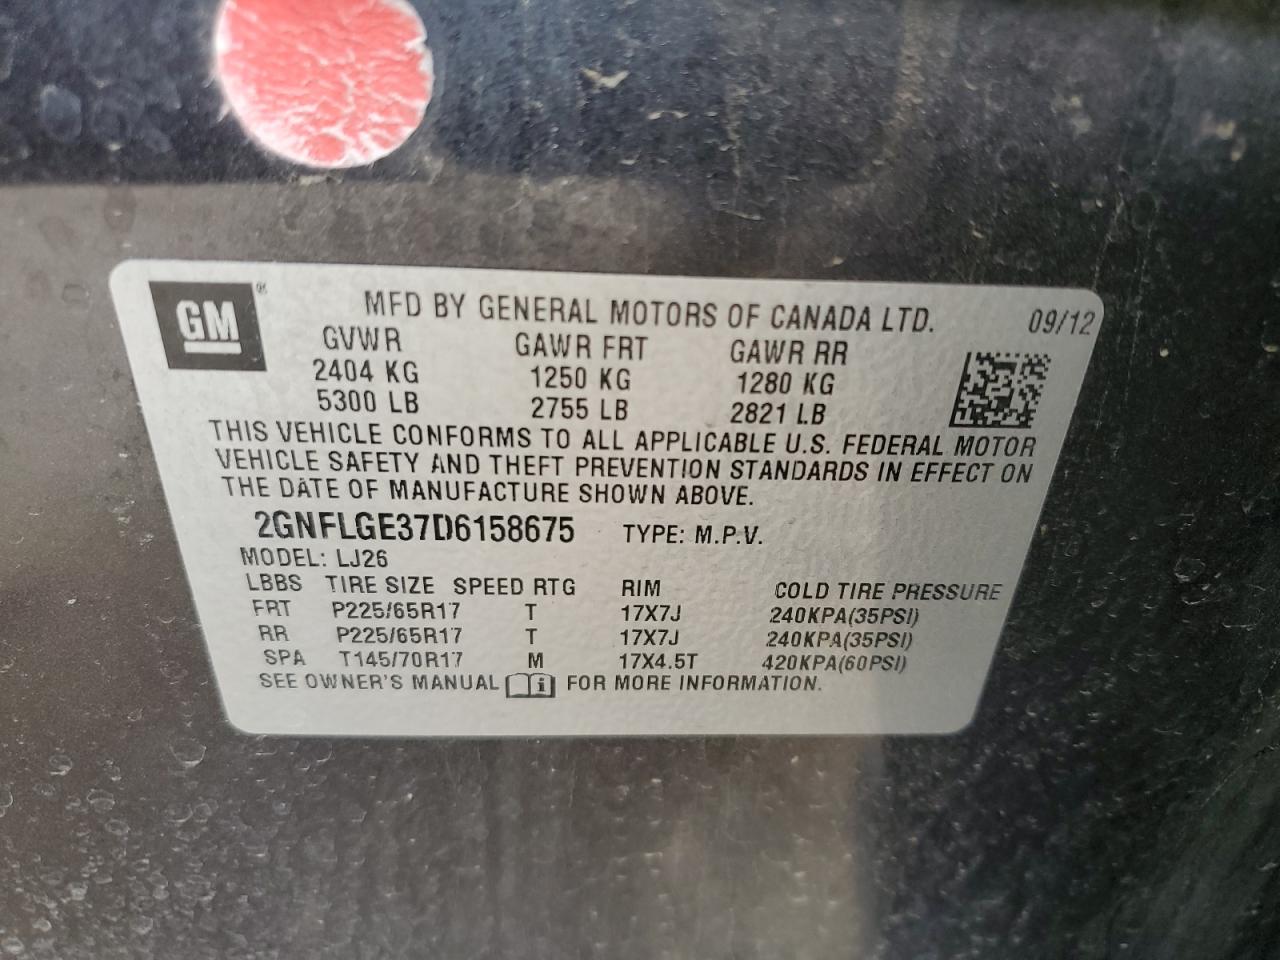 GM ®
MFD BY GENERAL MOTORS OF CANADA LTD. 09/12
GVWR GAWR FRT GAWR RR
2404 KG 1250 KG 1280 KG
5300 LB 2755 LB 2821 LB
THIS VEHICLE CONFORMS TO ALL APPLICABLE U.S. FEDERAL MOTOR
VEHICLE SAFETY AND THEFT PREVENTION STANDARDS IN EFFECT ON
THE DATE OF MANUFACTURE SHOWN ABOVE.
2GNFLGE37D6158675 TYPE: M.P.V.
MODEL: LJ26
LBBS TIRE SIZE SPEED RTG RIM COLD TIRE PRESSURE
FRT P225/65R17 T 17X7J 240KPA(35PSI)
RR P225/65R17 T 17X7J 240KPA(35PSI)
SPA T145/70R17 M 17X4.5T 420KPA(60PSI)
SEE OWNER'S MANUAL i FOR MORE INFORMATION.